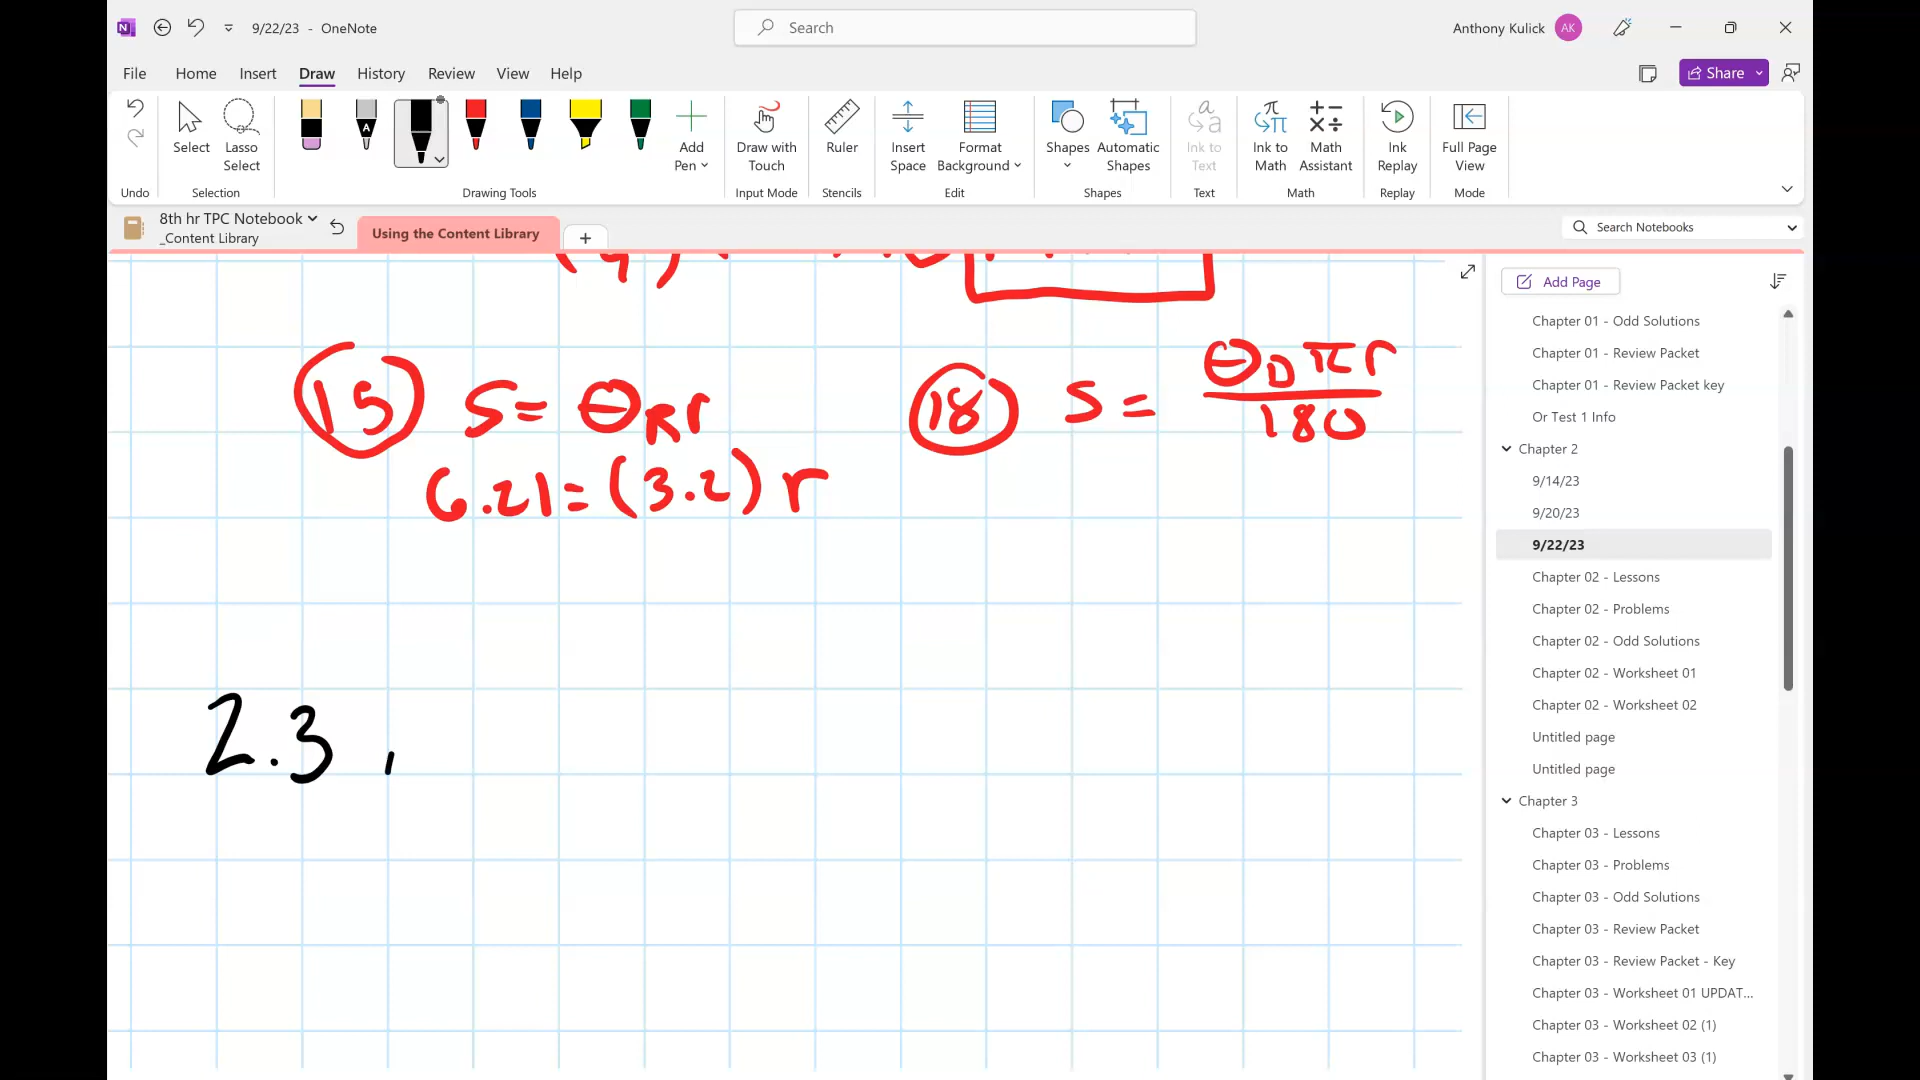 9/22/23 - OneNote
Search
Anthony Kulick
AK
File Home Insert Draw History Review View Help
Share
A
Select
Lasso Select
Add Pen
Draw with Touch
Ruler
Insert Space
Format Background
Shapes
Automatic Shapes
Ink to Text
Ink to Math
Math Assistant
Ink Replay
Full Page View
Undo
Selection
Drawing Tools
Input Mode
Stencils
Edit
Shapes
Text
Math
Replay
Mode
8th hr TPC Notebook
_Content Library
Using the Content Library
Search Notebooks
15 S = Θ_R r
6.21 = (3.2) r
18 S = Θ_D π r / 180
2.3
Add Page
Chapter 01 - Odd Solutions
Chapter 01 - Review Packet
Chapter 01 - Review Packet key
Or Test 1 Info
Chapter 2
9/14/23
9/20/23
9/22/23
Chapter 02 - Lessons
Chapter 02 - Problems
Chapter 02 - Odd Solutions
Chapter 02 - Worksheet 01
Chapter 02 - Worksheet 02
Untitled page
Untitled page
Chapter 3
Chapter 03 - Lessons
Chapter 03 - Problems
Chapter 03 - Odd Solutions
Chapter 03 - Review Packet
Chapter 03 - Review Packet - Key
Chapter 03 - Worksheet 01 UPDAT...
Chapter 03 - Worksheet 02 (1)
Chapter 03 - Worksheet 03 (1)